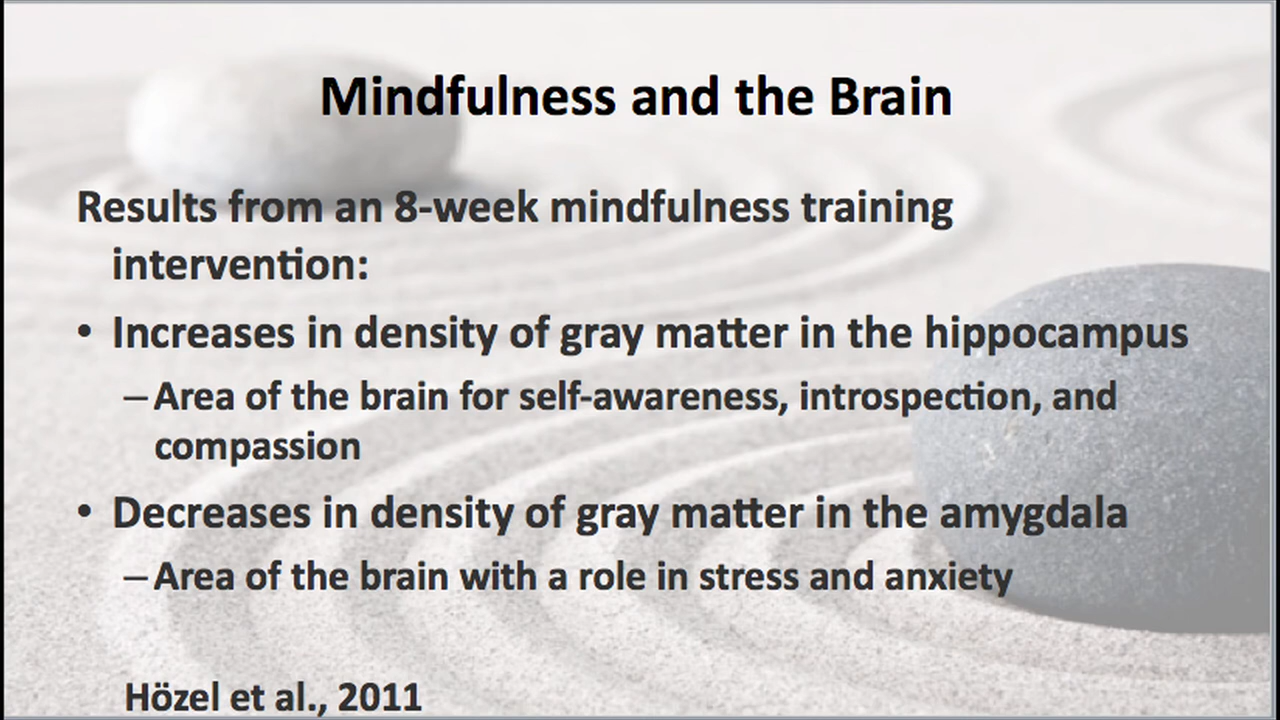 Mindfulness and the Brain
Results from an 8-week mindfulness training
intervention:
• Increases in density of gray matter in the hippocampus
– Area of the brain for self-awareness, introspection, and
compassion
• Decreases in density of gray matter in the amygdala
– Area of the brain with a role in stress and anxiety
Hözel et al., 2011